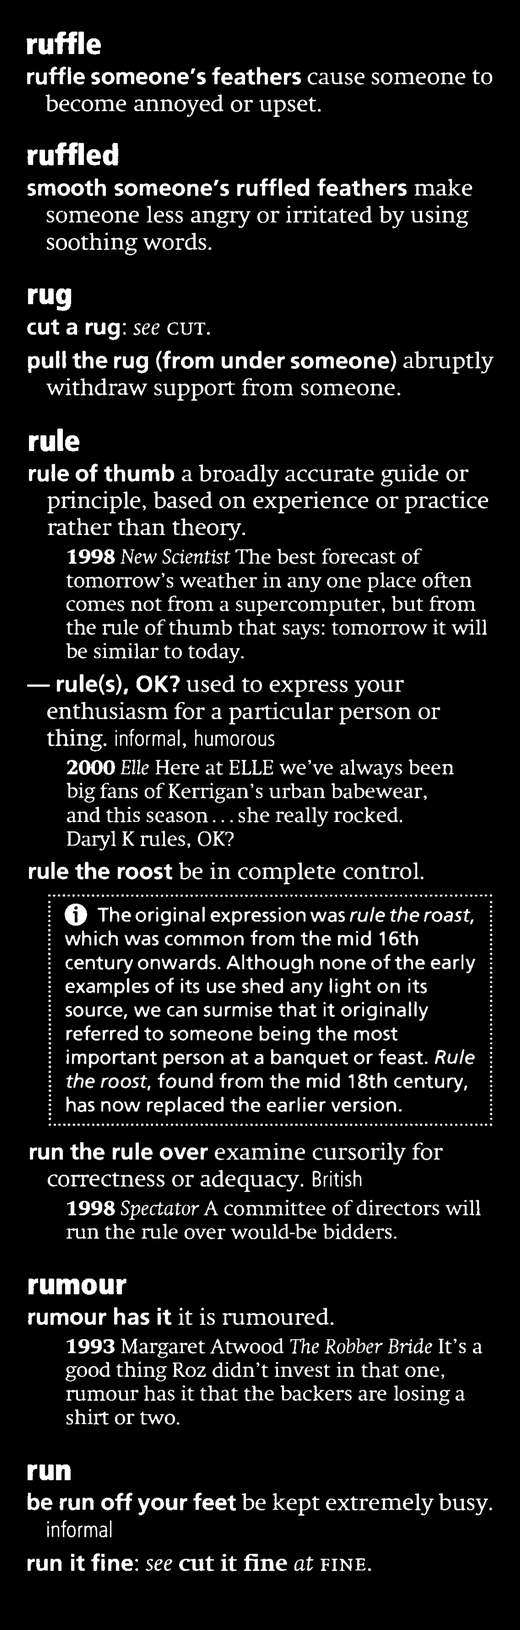 ruffle
ruffle someone's feathers cause someone to
become annoyed or upset.
ruffled
smooth someone's ruffled feathers make
someone less angry or irritated by using
soothing words.
rug
cut a rug: see CUT.
pull the rug (from under someone) abruptly
withdraw support from someone.
rule
rule of thumb a broadly accurate guide or
principle, based on experience or practice
rather than theory.
1998 New Scientist The best forecast of
tomorrow's weather in any one place often
comes not from a supercomputer, but from
the rule of thumb that says: tomorrow it will
be similar to today.
— rule(s), OK? used to express your
enthusiasm for a particular person or
thing. informal, humorous
2000 Elle Here at ELLE we've always been
big fans of Kerrigan's urban babewear,
and this season...she really rocked.
Daryl K rules, OK?
rule the roost be in complete control.
The original expression was rule the roast,
which was common from the mid 16th
century onwards. Although none of the early
examples of its use shed any light on its
source, we can surmise that it originally
referred to someone being the most
important person at a banquet or feast. Rule
the roost, found from the mid 18th century,
has now replaced the earlier version.
run the rule over examine cursorily for
correctness or adequacy. British
1998 Spectator A committee of directors will
run the rule over would-be bidders.
rumour
rumour has it it is rumoured.
1993 Margaret Atwood The Robber Bride It's a
good thing Roz didn't invest in that one,
rumour has it that the backers are losing a
shirt or two.
run
be run off your feet be kept extremely busy.
informal
run it fine: see cut it fine at FINE.